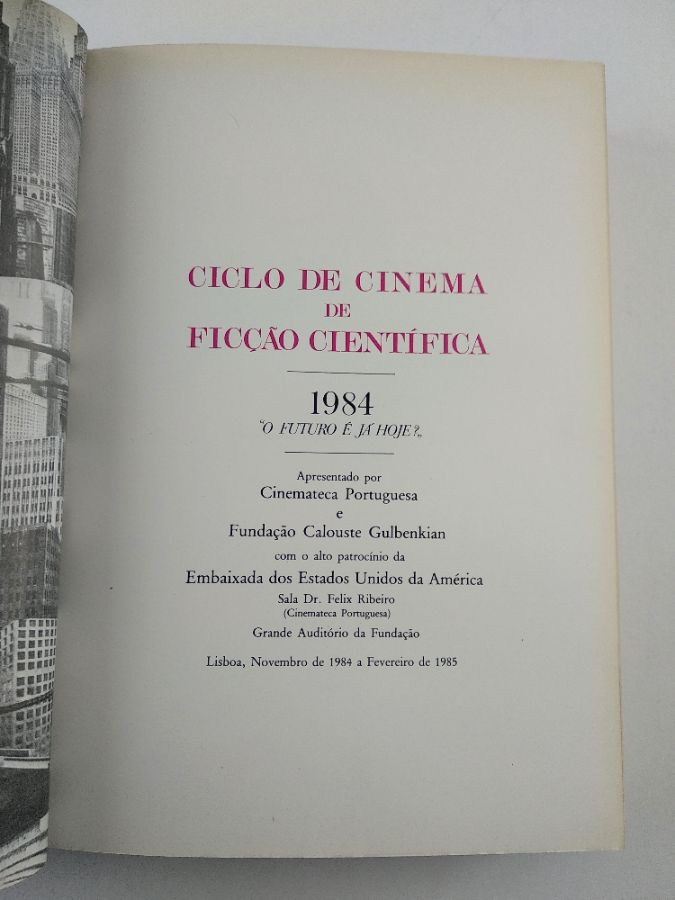 CICLO DE CINEMA
DE
FICÇÃO CIENTÍFICA
1984
"O FUTURO É JÁ HOJE?"
Apresentado por
Cinemateca Portuguesa
e
Fundação Calouste Gulbenkian
com o alto patrocínio da
Embaixada dos Estados Unidos da América
Sala Dr. Felix Ribeiro
(Cinemateca Portuguesa)
Grande Auditório da Fundação
Lisboa, Novembro de 1984 a Fevereiro de 1985